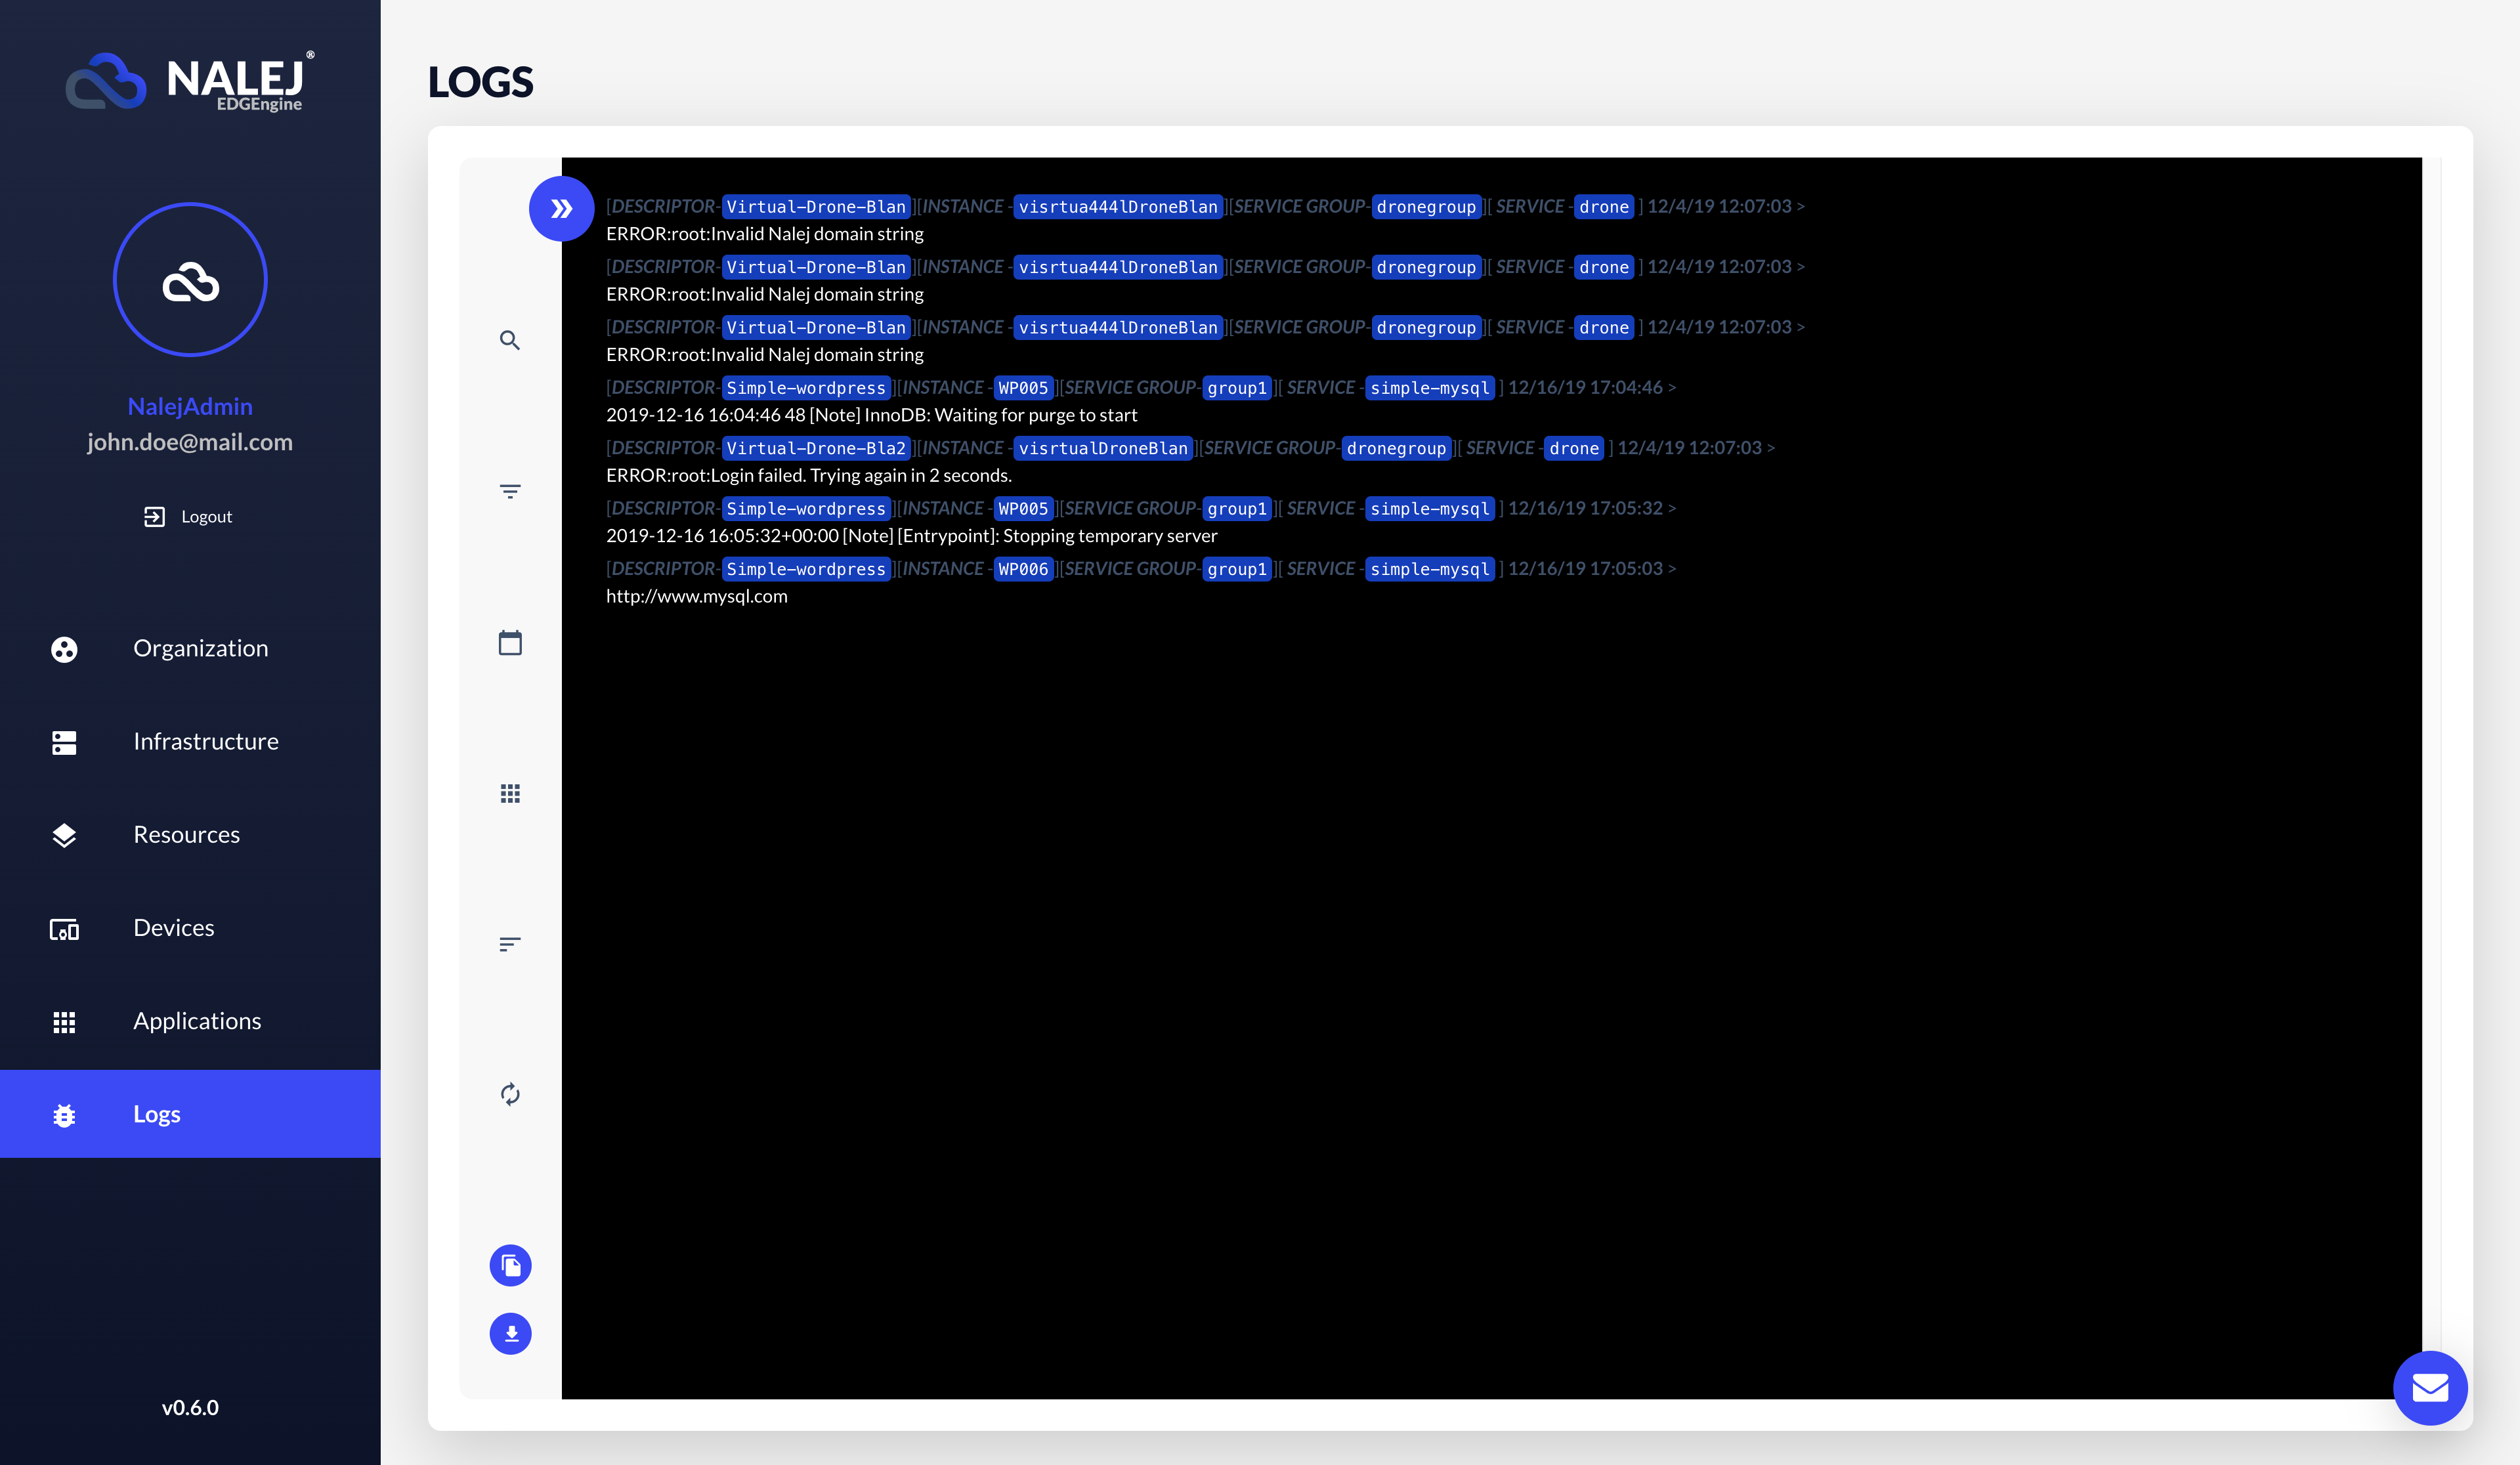 NALEJ®
EDGEngine
NalejAdmin
john.doe@mail.com
Logout
Organization
Infrastructure
Resources
Devices
Applications
Logs
v0.6.0
LOGS
[DESCRIPTOR-Virtual-Drone-Blan][INSTANCE -visrtua444lDroneBlan][SERVICE GROUP-dronegroup][ SERVICE -drone ] 12/4/19 12:07:03 >
ERROR:root:Invalid Nalej domain string
[DESCRIPTOR-Virtual-Drone-Blan][INSTANCE -visrtua444lDroneBlan][SERVICE GROUP-dronegroup][ SERVICE -drone ] 12/4/19 12:07:03 >
ERROR:root:Invalid Nalej domain string
[DESCRIPTOR-Virtual-Drone-Blan][INSTANCE -visrtua444lDroneBlan][SERVICE GROUP-dronegroup][ SERVICE -drone ] 12/4/19 12:07:03 >
ERROR:root:Invalid Nalej domain string
[DESCRIPTOR-Simple-wordpress][INSTANCE -WP005][SERVICE GROUP-group1][ SERVICE -simple-mysql ] 12/16/19 17:04:46 >
2019-12-16 16:04:46 48 [Note] InnoDB: Waiting for purge to start
[DESCRIPTOR-Virtual-Drone-Bla2][INSTANCE -visrtualDroneBlan][SERVICE GROUP-dronegroup][ SERVICE -drone ] 12/4/19 12:07:03 >
ERROR:root:Login failed. Trying again in 2 seconds.
[DESCRIPTOR-Simple-wordpress][INSTANCE -WP005][SERVICE GROUP-group1][ SERVICE -simple-mysql ] 12/16/19 17:05:32 >
2019-12-16 16:05:32+00:00 [Note] [Entrypoint]: Stopping temporary server
[DESCRIPTOR-Simple-wordpress][INSTANCE -WP006][SERVICE GROUP-group1][ SERVICE -simple-mysql ] 12/16/19 17:05:03 >
http://www.mysql.com